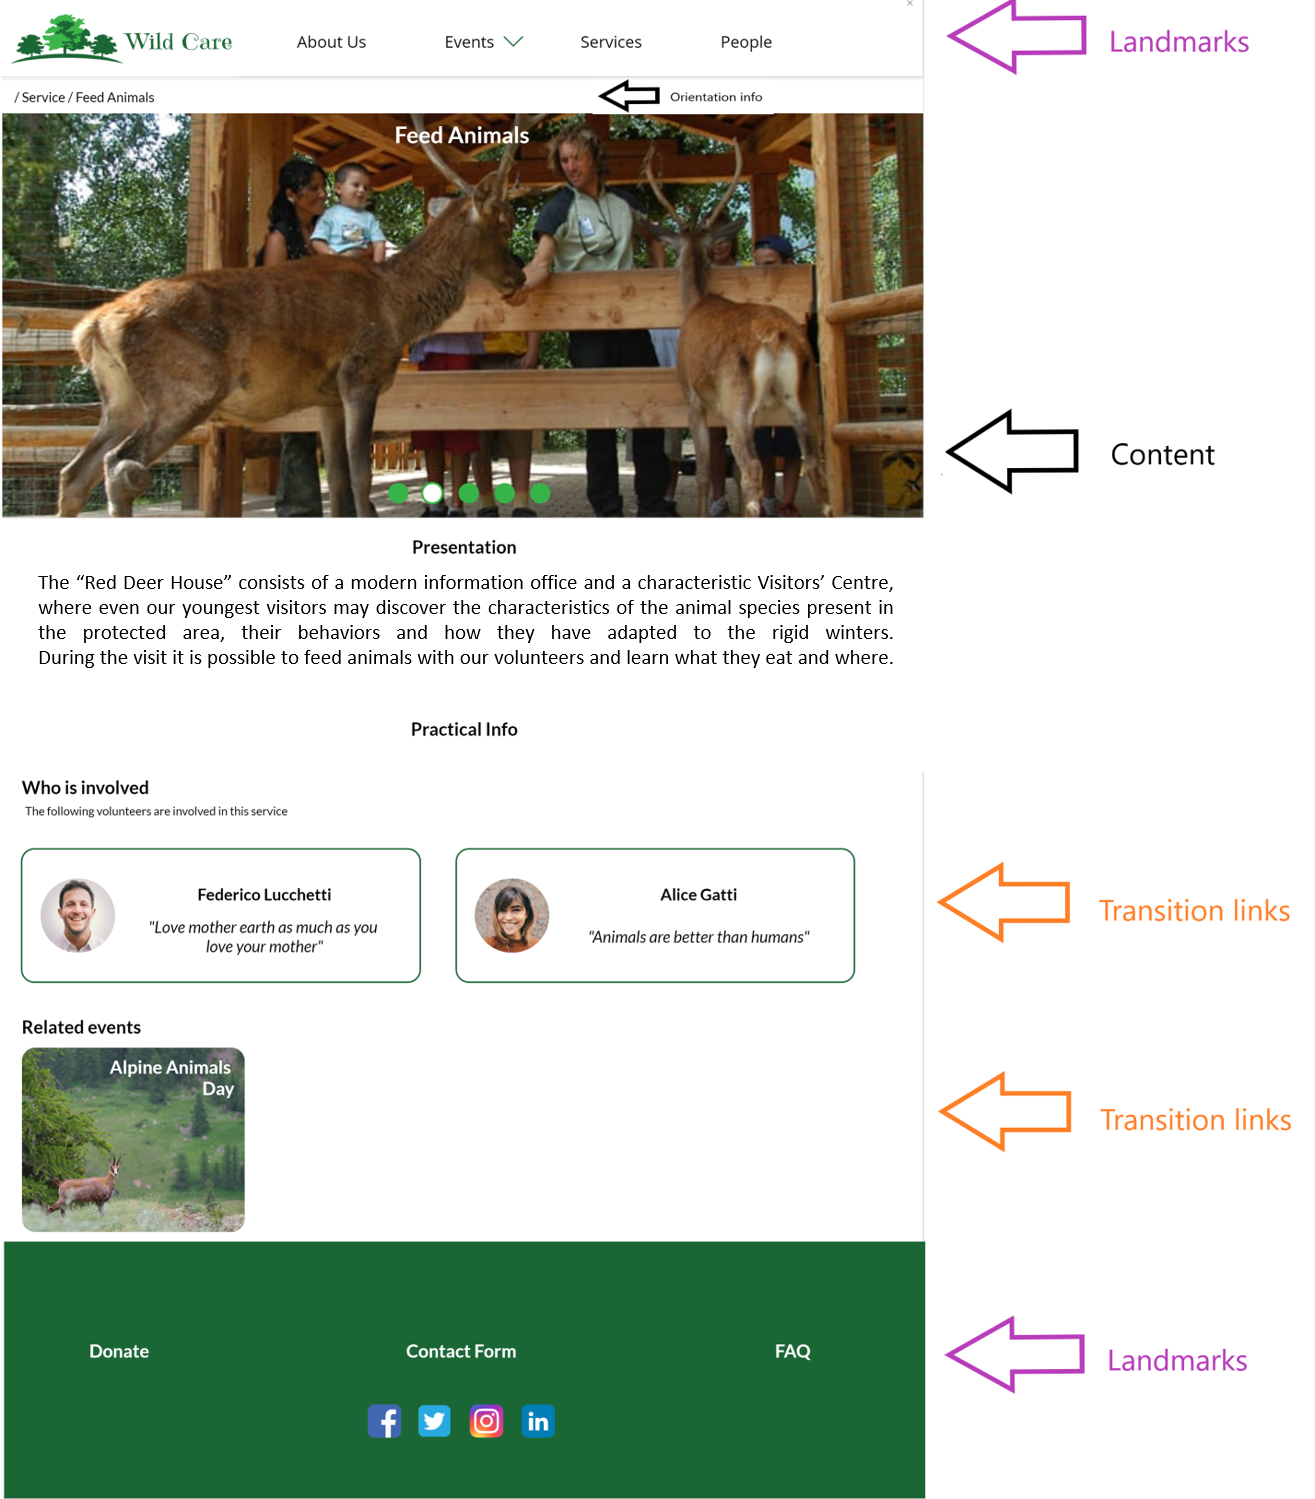 Wild Care
About Us
Events
Services
People
Landmarks
/ Service / Feed Animals
Orientation info
Feed Animals
Content
Presentation
The “Red Deer House” consists of a modern information office and a characteristic Visitors’ Centre,
where even our youngest visitors may discover the characteristics of the animal species present in
the protected area, their behaviors and how they have adapted to the rigid winters.
During the visit it is possible to feed animals with our volunteers and learn what they eat and where.
Practical Info
Who is involved
The following volunteers are involved in this service
Federico Lucchetti
"Love mother earth as much as you
love your mother"
Alice Gatti
"Animals are better than humans"
Transition links
Related events
Alpine Animals
Day
Transition links
Donate
Contact Form
FAQ
Landmarks
f
in